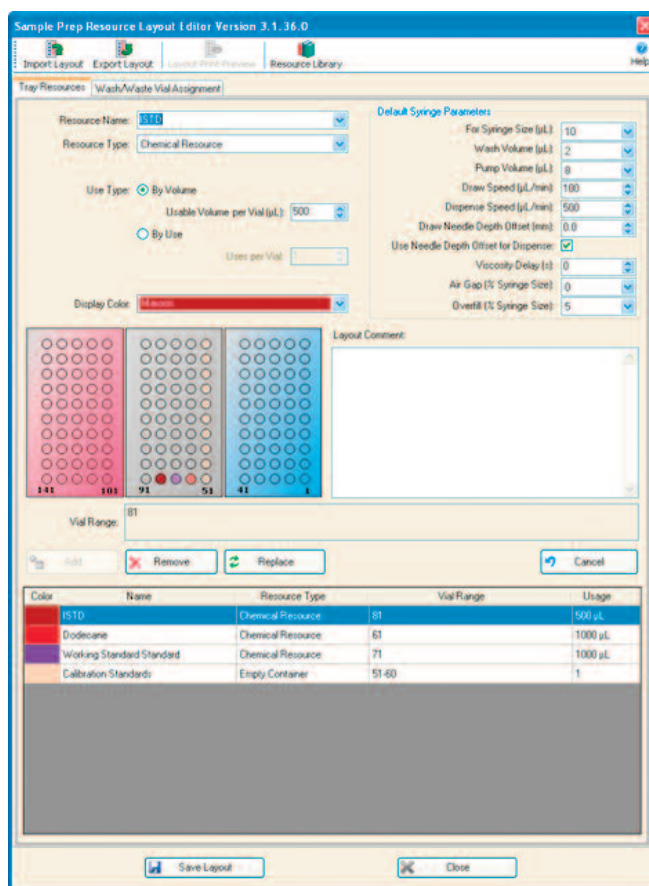 Sample Prep Resource Layout Editor Version 3.1.36.0
Import Layout Export Layout Layout Print Preview Resource Library Help
Tray Resources Wash/Waste Vial Assignment
Resource Name: ISTD
Resource Type: Chemical Resource
Use Type: By Volume
Usable Volume per Vial (µL): 500
By Use
Uses per Vial: 1
Display Color: Maroon
Default Syringe Parameters
For Syringe Size (µL): 10
Wash Volume (µL): 2
Pump Volume (µL): 8
Draw Speed (µL/min): 100
Dispense Speed (µL/min): 500
Draw Needle Depth Offset (mm): 0.0
Use Needle Depth Offset for Dispense:
Viscosity Delay (s): 0
Air Gap (% Syringe Size): 0
Overfill (% Syringe Size): 5
141 101 91 51 41 1
Layout Comment:
Vial Range: 81
Add Remove Replace Cancel
Color Name Resource Type Vial Range Usage
ISTD Chemical Resource 81 500 µL
Dodecane Chemical Resource 61 1000 µL
Working Standard Standard Chemical Resource 71 1000 µL
Calibration Standards Empty Container 51-60 1
Save Layout Close